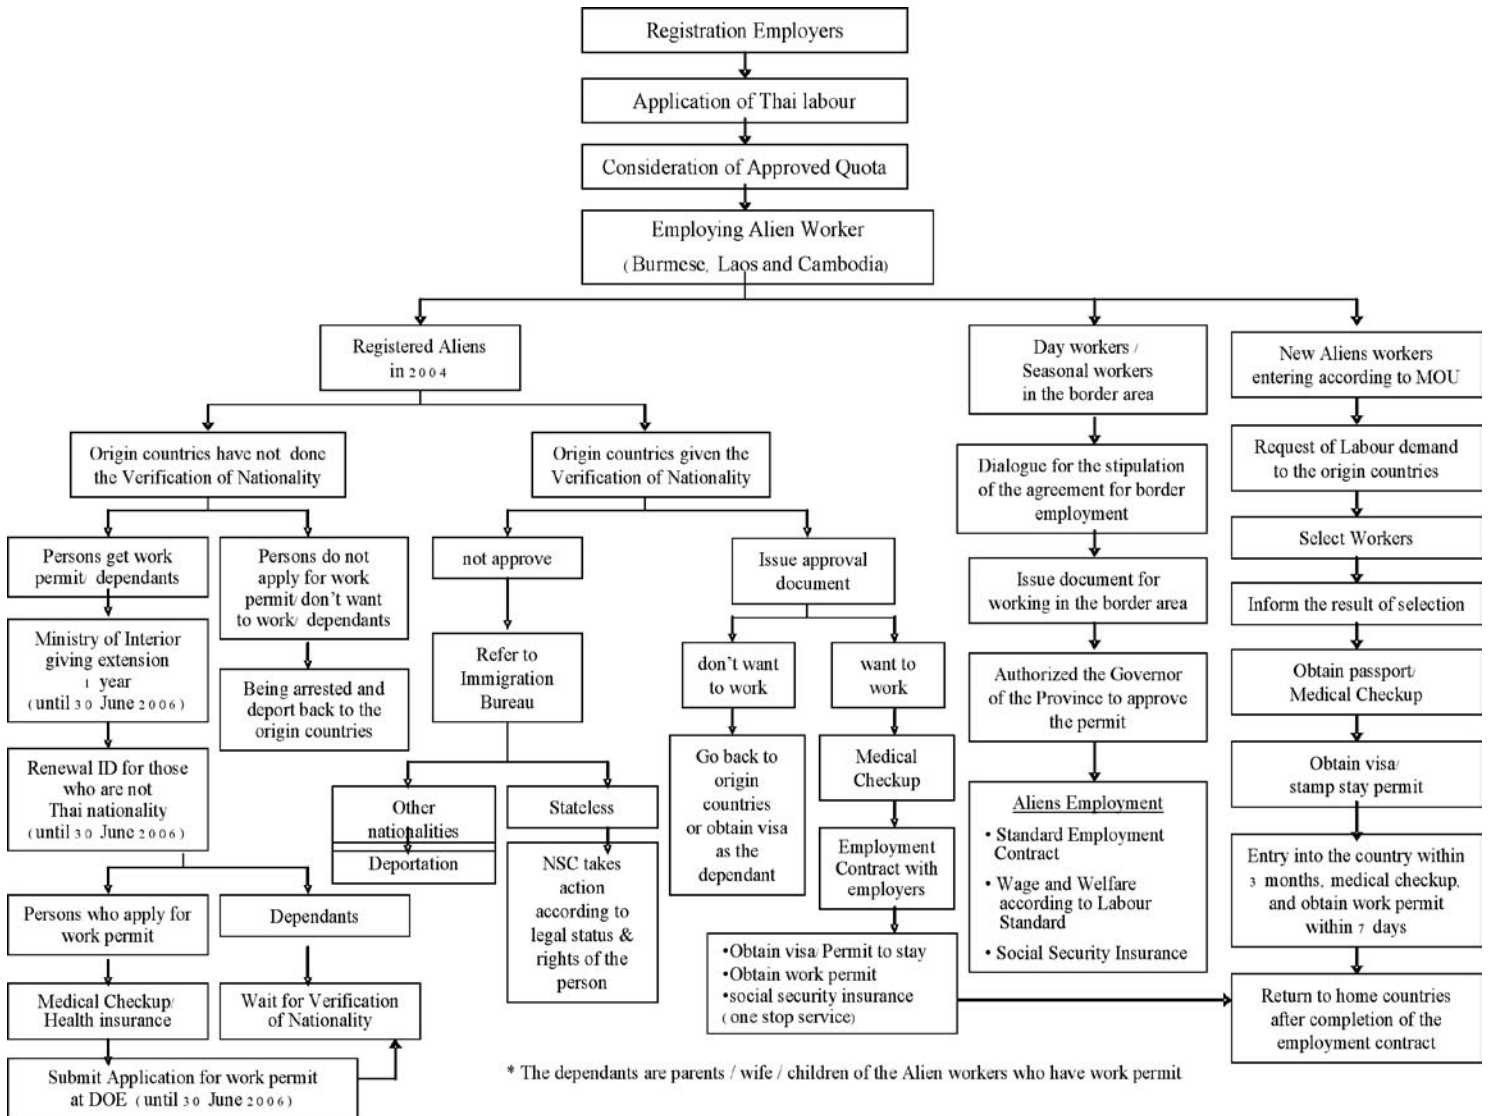 Registration Employers
Application of Thai labour
Consideration of Approved Quota
Employing Alien Worker
(Burmese, Laos and Cambodia)
Registered Aliens
in 2004
Origin countries have not done
the Verification of Nationality
Persons get work
permit/ dependants
Ministry of Interior
giving extension
1 year
(until 30 June 2006)
Renewal ID for those
who are not
Thai nationality
(until 30 June 2006)
Persons who apply for
work permit
Medical Checkup/
Health insurance
Submit Application for work permit
at DOE (until 30 June 2006)
Dependants
Wait for Verification
of Nationality
Persons do not
apply for work
permit/don't want
to work/ dependants
Being arrested and
deport back to the
origin countries
Origin countries given the
Verification of Nationality
not approve
Refer to
Immigration
Bureau
Other
nationalities
Deportation
Stateless
NSC takes
action
according to
legal status &
rights of the
person
Issue approval
document
don't want
to work
Go back to
origin
countries
or obtain visa
as the
dependant
want to
work
Medical
Checkup
Employment
Contract with
employers
•Obtain visa/Permit to stay
•Obtain work permit
•social security insurance
(one stop service)
Day workers /
Seasonal workers
in the border area
Dialogue for the stipulation
of the agreement for border
employment
Issue document for
working in the border area
Authorized the Governor
of the Province to approve
the permit
Aliens Employment
• Standard Employment
Contract
• Wage and Welfare
according to Labour
Standard
• Social Security Insurance
New Aliens workers
entering according to MOU
Request of Labour demand
to the origin countries
Select Workers
Inform the result of selection
Obtain passport/
Medical Checkup
Obtain visa/
stamp stay permit
Entry into the country within
3 months, medical checkup,
and obtain work permit
within 7 days
Return to home countries
after completion of the
employment contract
* The dependants are parents / wife / children of the Alien workers who have work permit